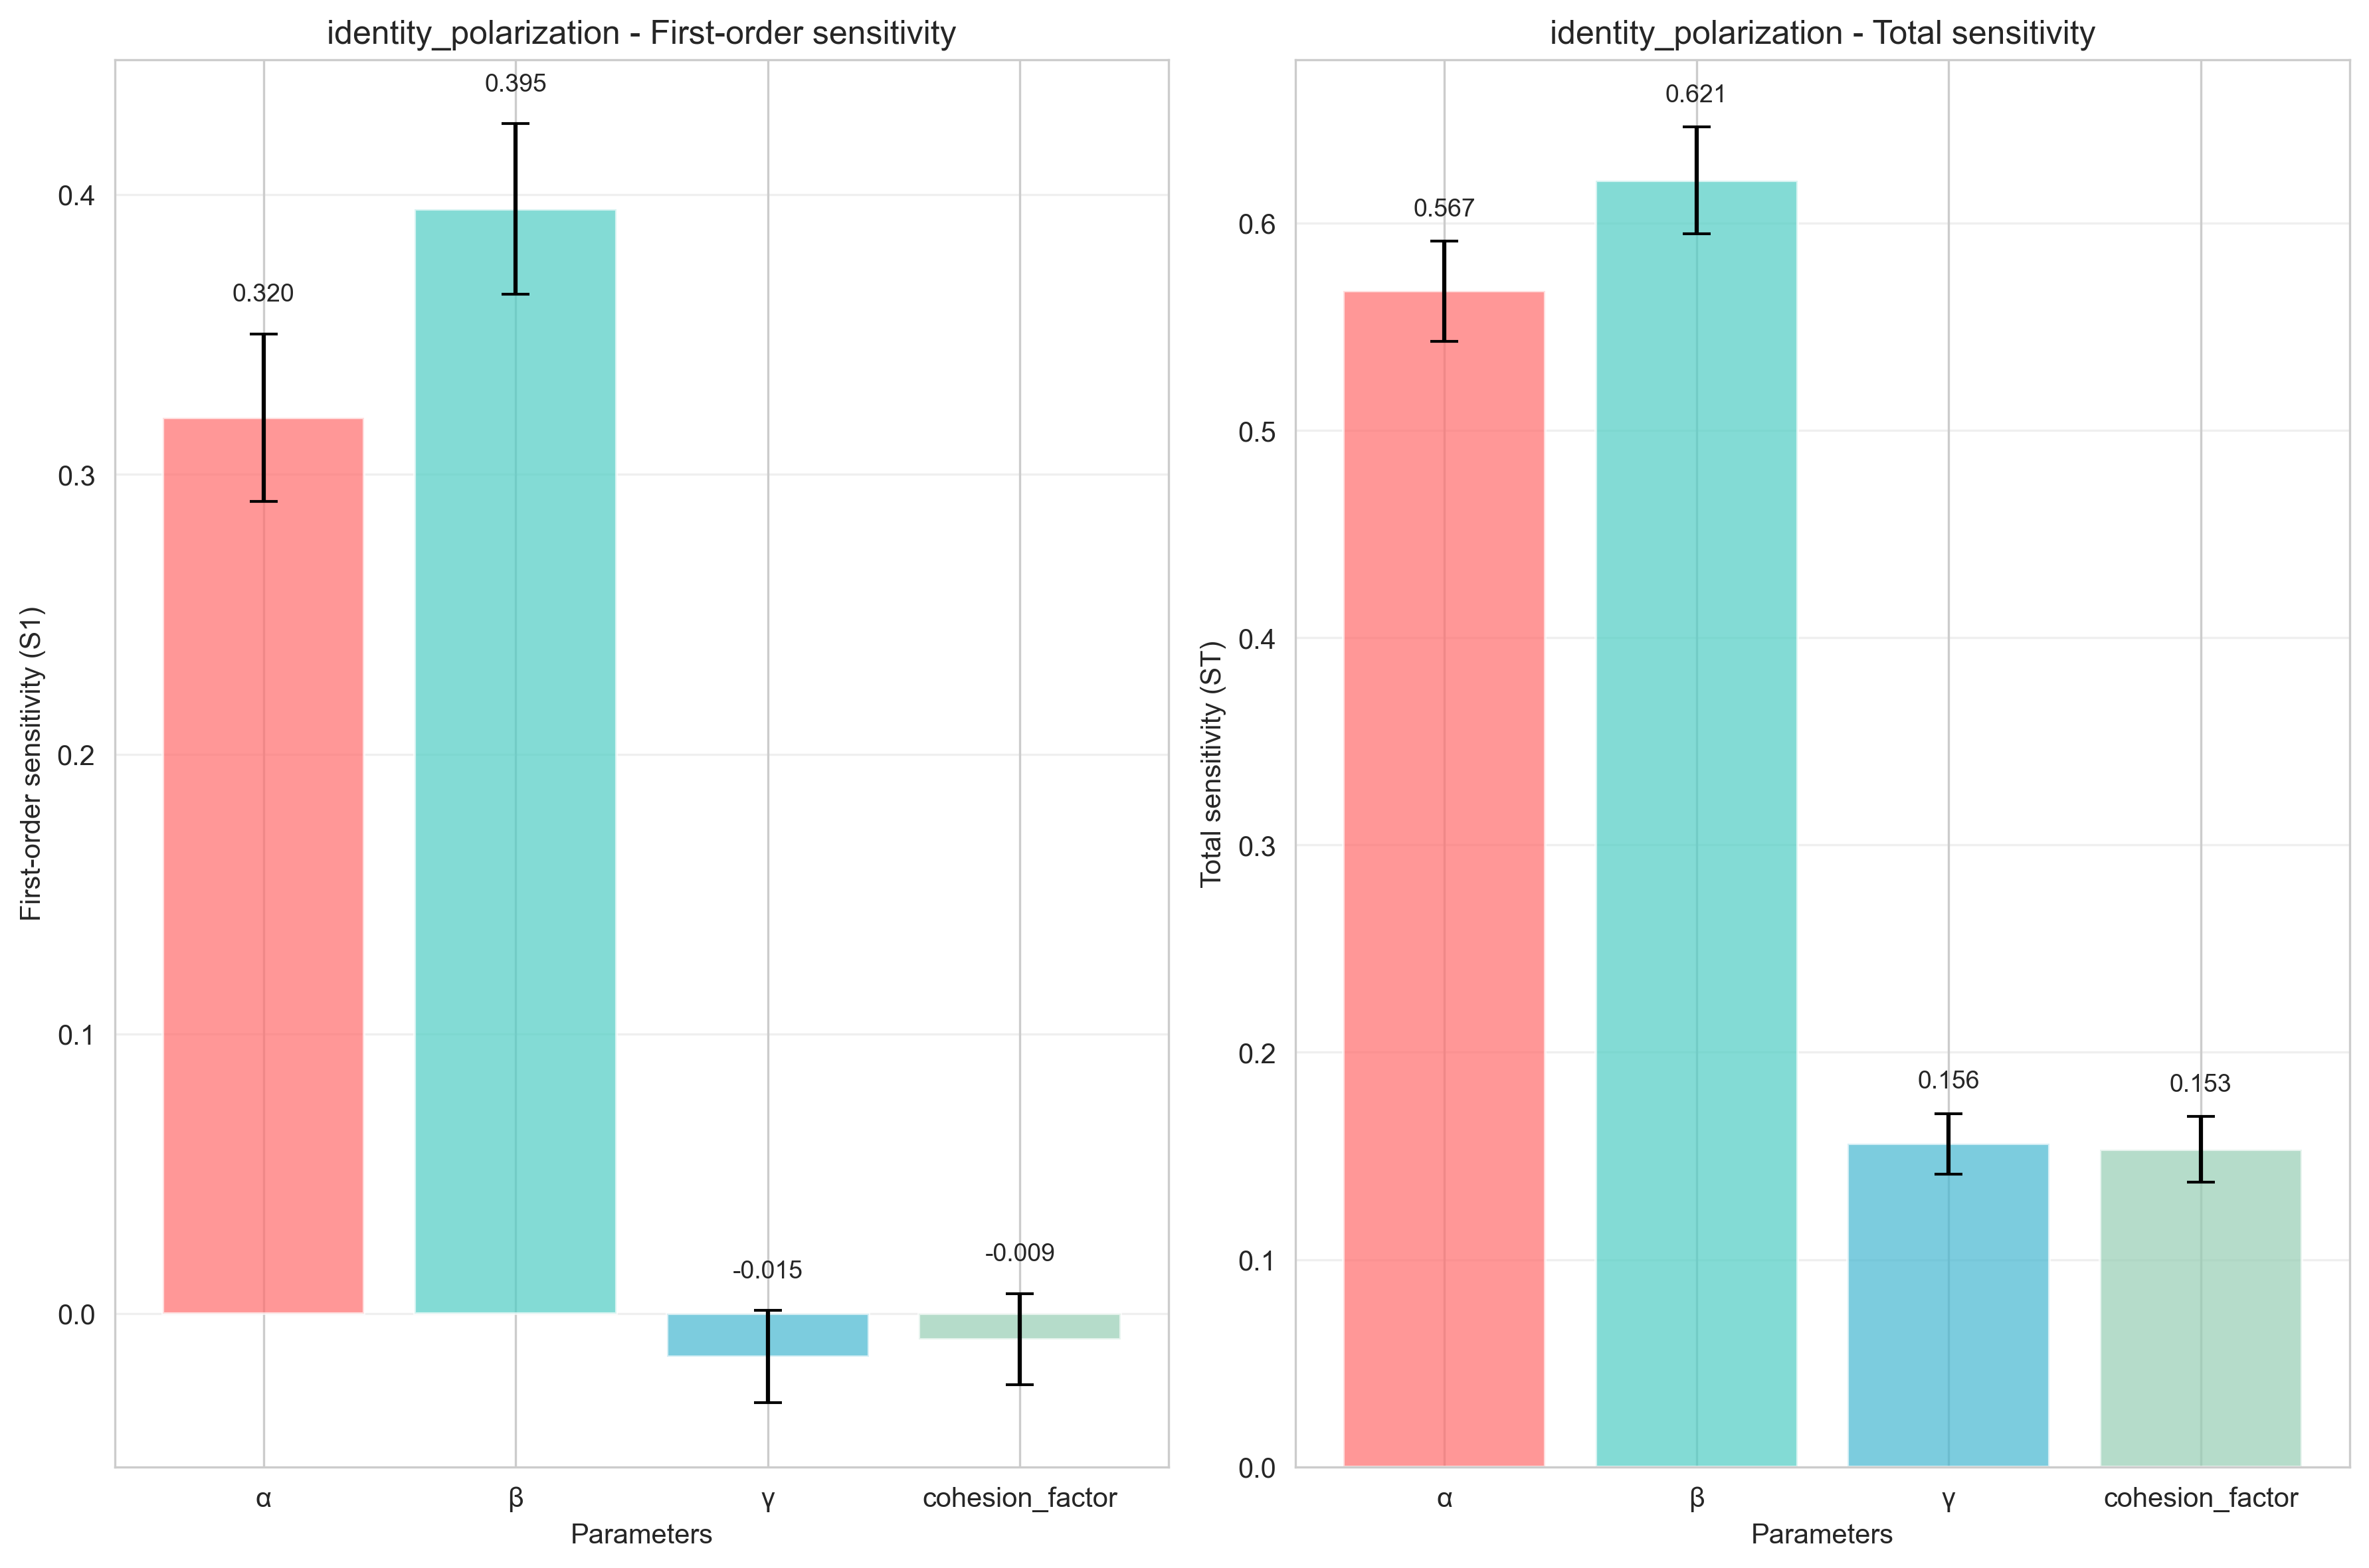 identity_polarization - First-order sensitivity
First-order sensitivity (S1)
0.4
0.3
0.2
0.1
0.0
0.320
0.395
-0.015
-0.009
α
β
γ
cohesion_factor
Parameters
identity_polarization - Total sensitivity
Total sensitivity (ST)
0.6
0.5
0.4
0.3
0.2
0.1
0.0
0.567
0.621
0.156
0.153
α
β
γ
cohesion_factor
Parameters